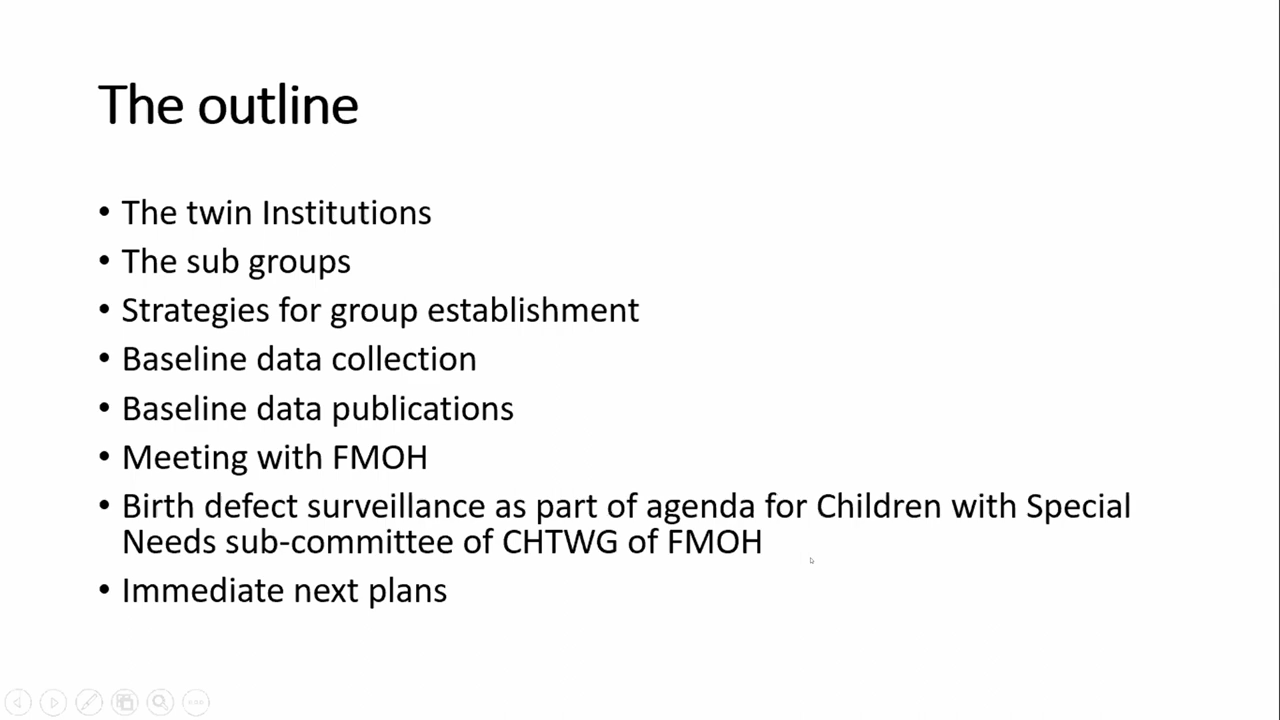 The outline
• The twin Institutions
• The sub groups
• Strategies for group establishment
• Baseline data collection
• Baseline data publications
• Meeting with FMOH
• Birth defect surveillance as part of agenda for Children with Special
Needs sub-committee of CHTWG of FMOH
• Immediate next plans